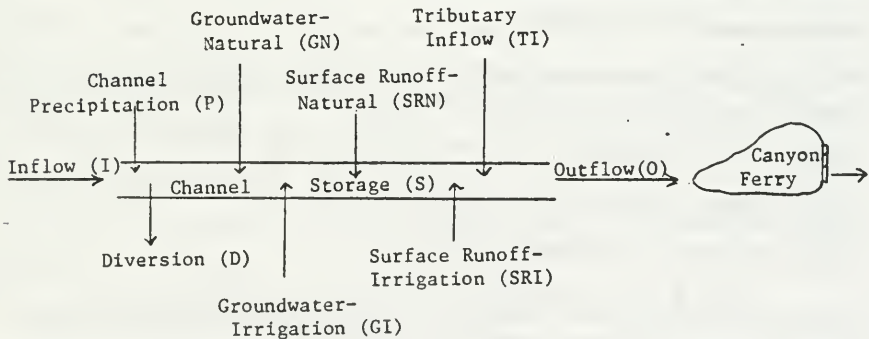 Groundwater-
Natural (GN)
Tributary
Inflow (TI)
Channel
Precipitation (P)
Surface Runoff-
Natural (SRN)
Inflow (I)
Channel
Storage (S)
Outflow(O)
Canyon
Ferry
Diversion (D)
Surface Runoff-
Irrigation (SRI)
Groundwater-
Irrigation (GI)